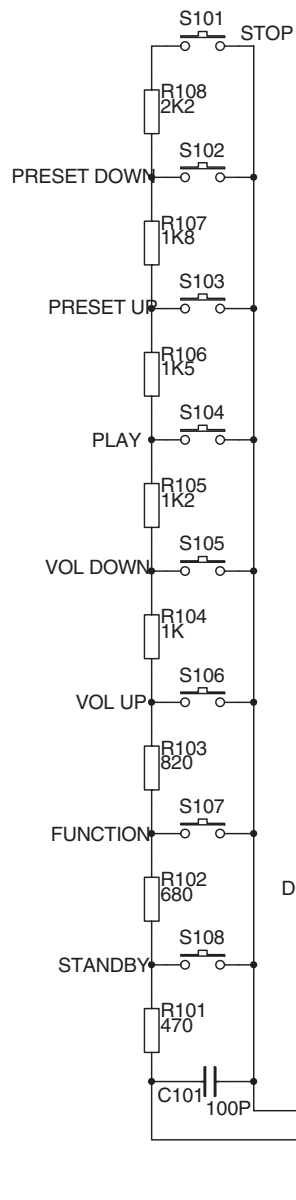 S101
STOP
R108
2K2
S102
PRESET DOWN
R107
1K8
S103
PRESET UP
R106
1K5
S104
PLAY
R105
1K2
S105
VOL DOWN
R104
1K
S106
VOL UP
R103
820
S107
FUNCTION
R102
680
D
S108
STANDBY
R101
470
C101
100P